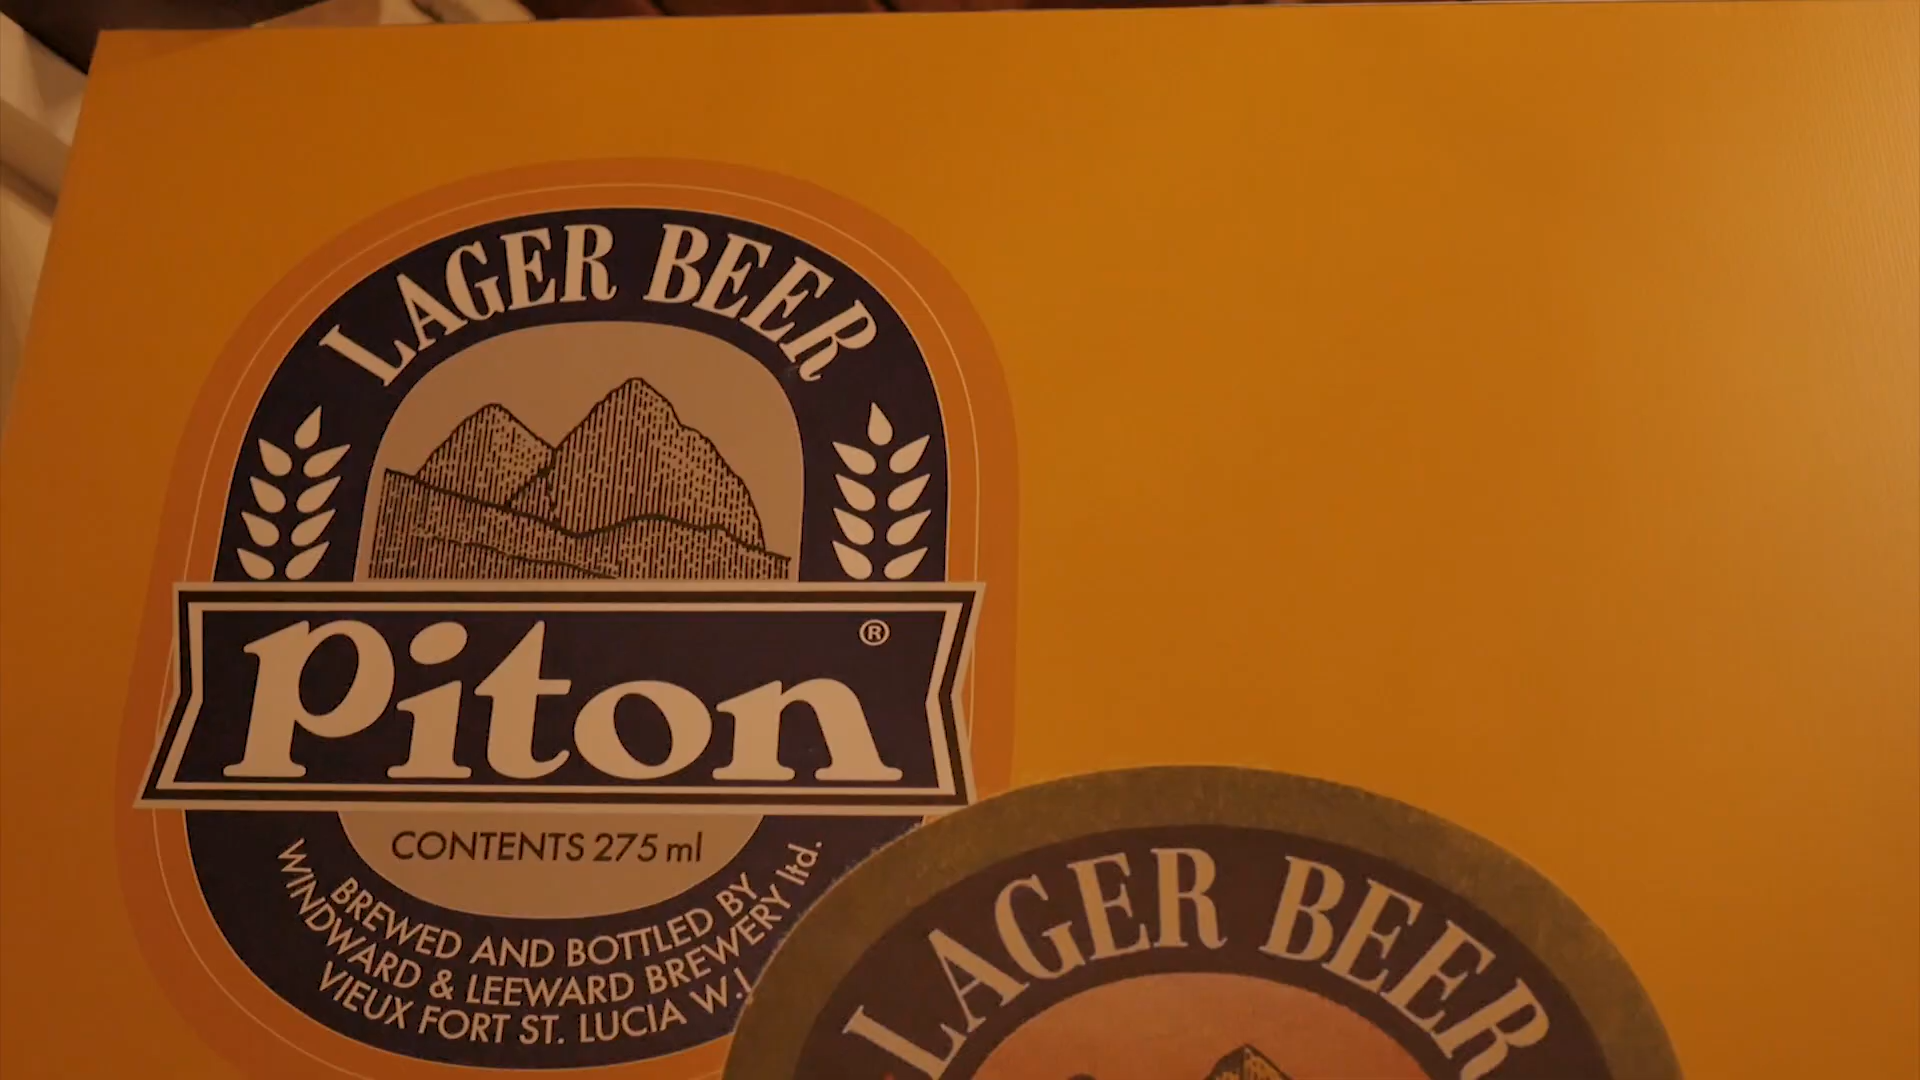 LAGER BEER
Piton ®
CONTENTS 275 ml
BREWED AND BOTTLED BY
WINDWARD & LEEWARD BREWERY ltd.
VIEUX FORT ST. LUCIA W.I.
LAGER BEER